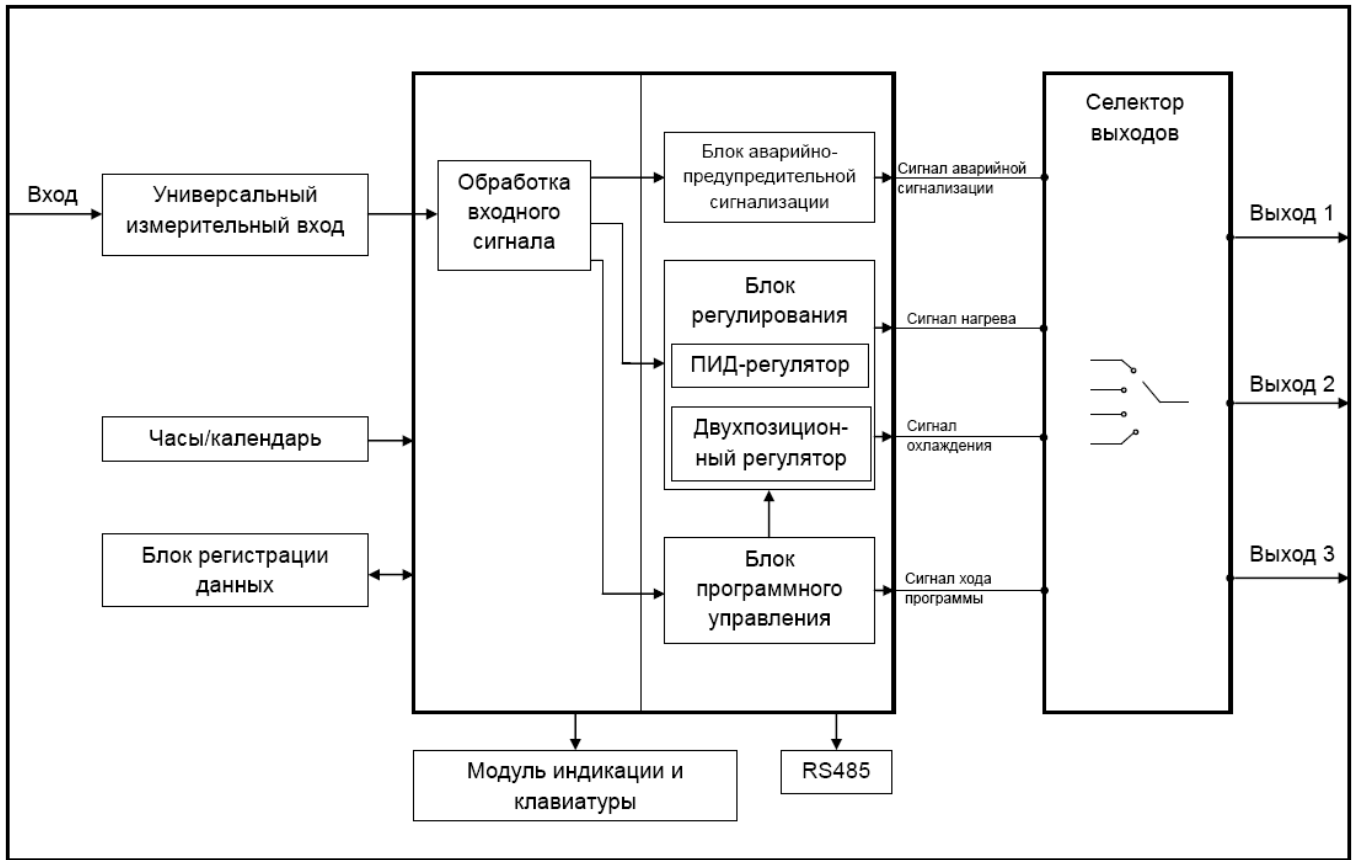 Вход
Универсальный
измерительный вход
Часы/календарь
Блок регистрации
данных
Обработка
входного
сигнала
Блок аварийно-
предупредительной
сигнализации
Блок
регулирования
ПИД-регулятор
Двухпозицион-
ный регулятор
Блок
программного
управления
Сигнал аварийной
сигнализации
Сигнал нагрева
Сигнал
охлаждения
Сигнал хода
программы
Селектор
выходов
Выход 1
Выход 2
Выход 3
Модуль индикации и
клавиатуры
RS485